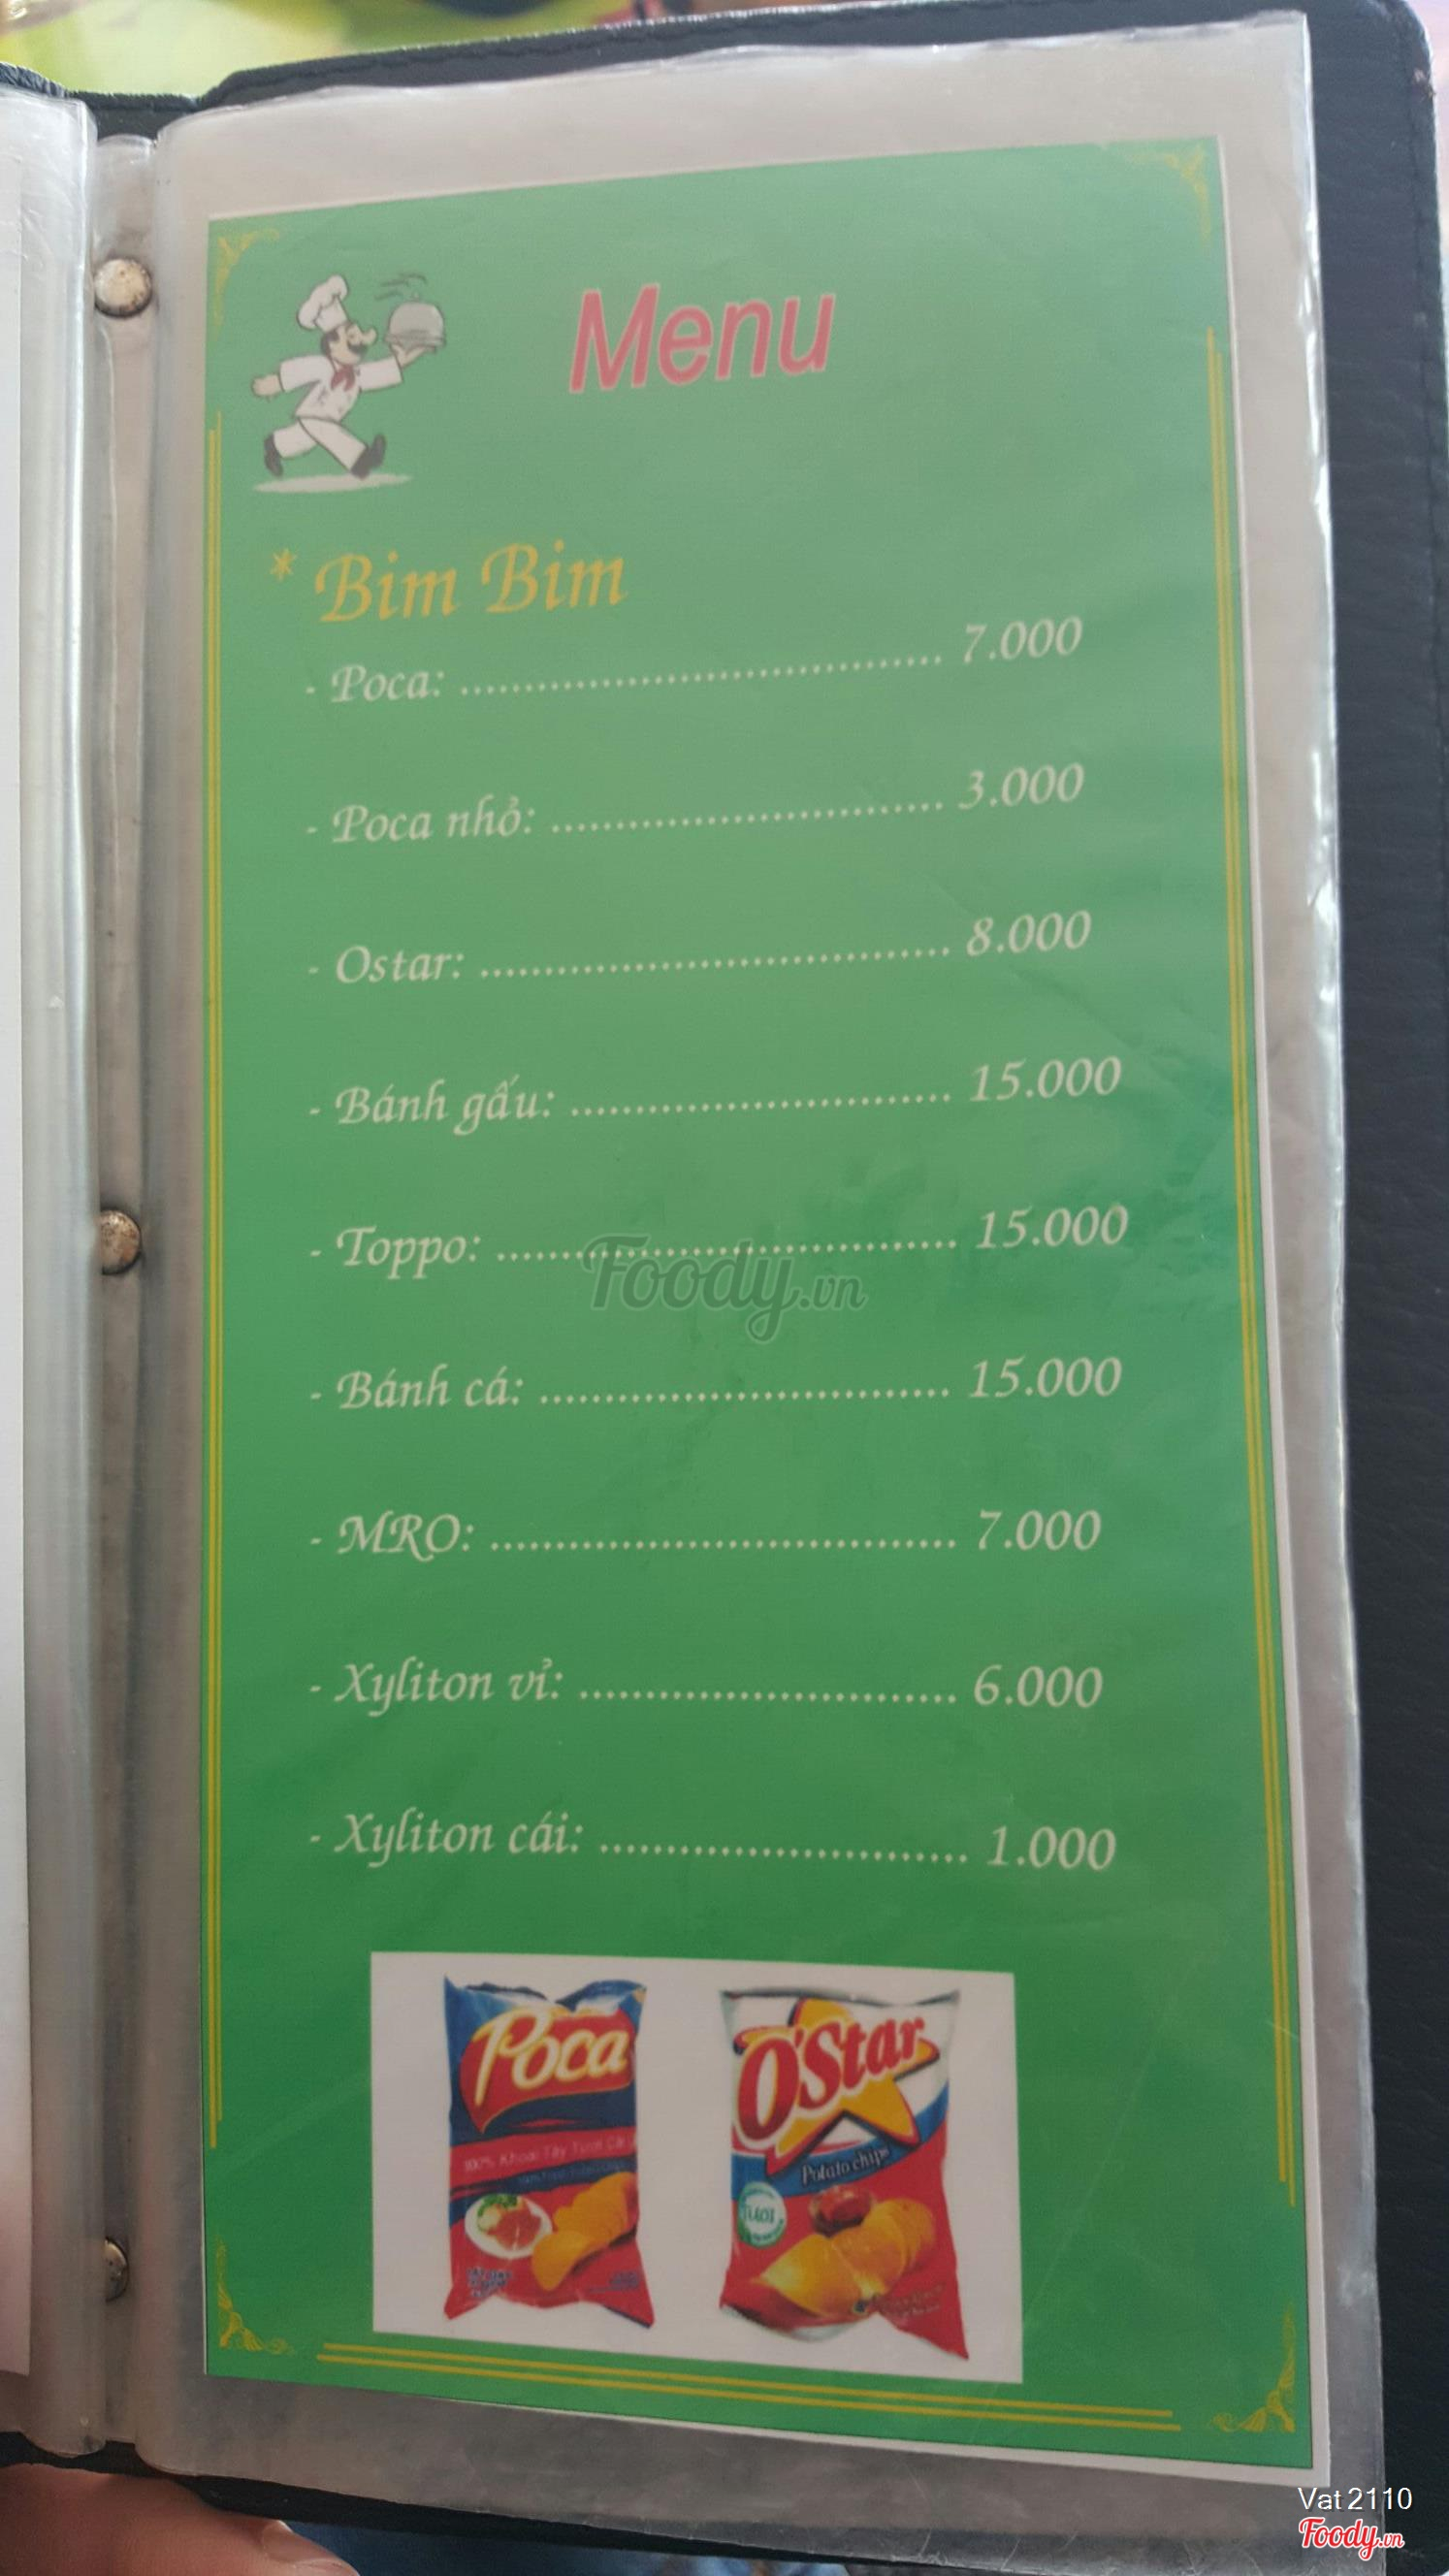 Menu
* Bim Bim
- Poca: ..................................... 7.000
- Poca nhỏ: .............................. 3.000
- Ostar: .................................... 8.000
- Bánh gấu: ............................. 15.000
- Toppo: ................................... 15.000
- Bánh cá: ............................... 15.000
- MRO: .................................... 7.000
- Xyliton vỉ: ............................. 6.000
- Xyliton cái: ............................ 1.000
Foody.vn
Poca
O'Star
Potato chips
Vat2110
Foody.vn